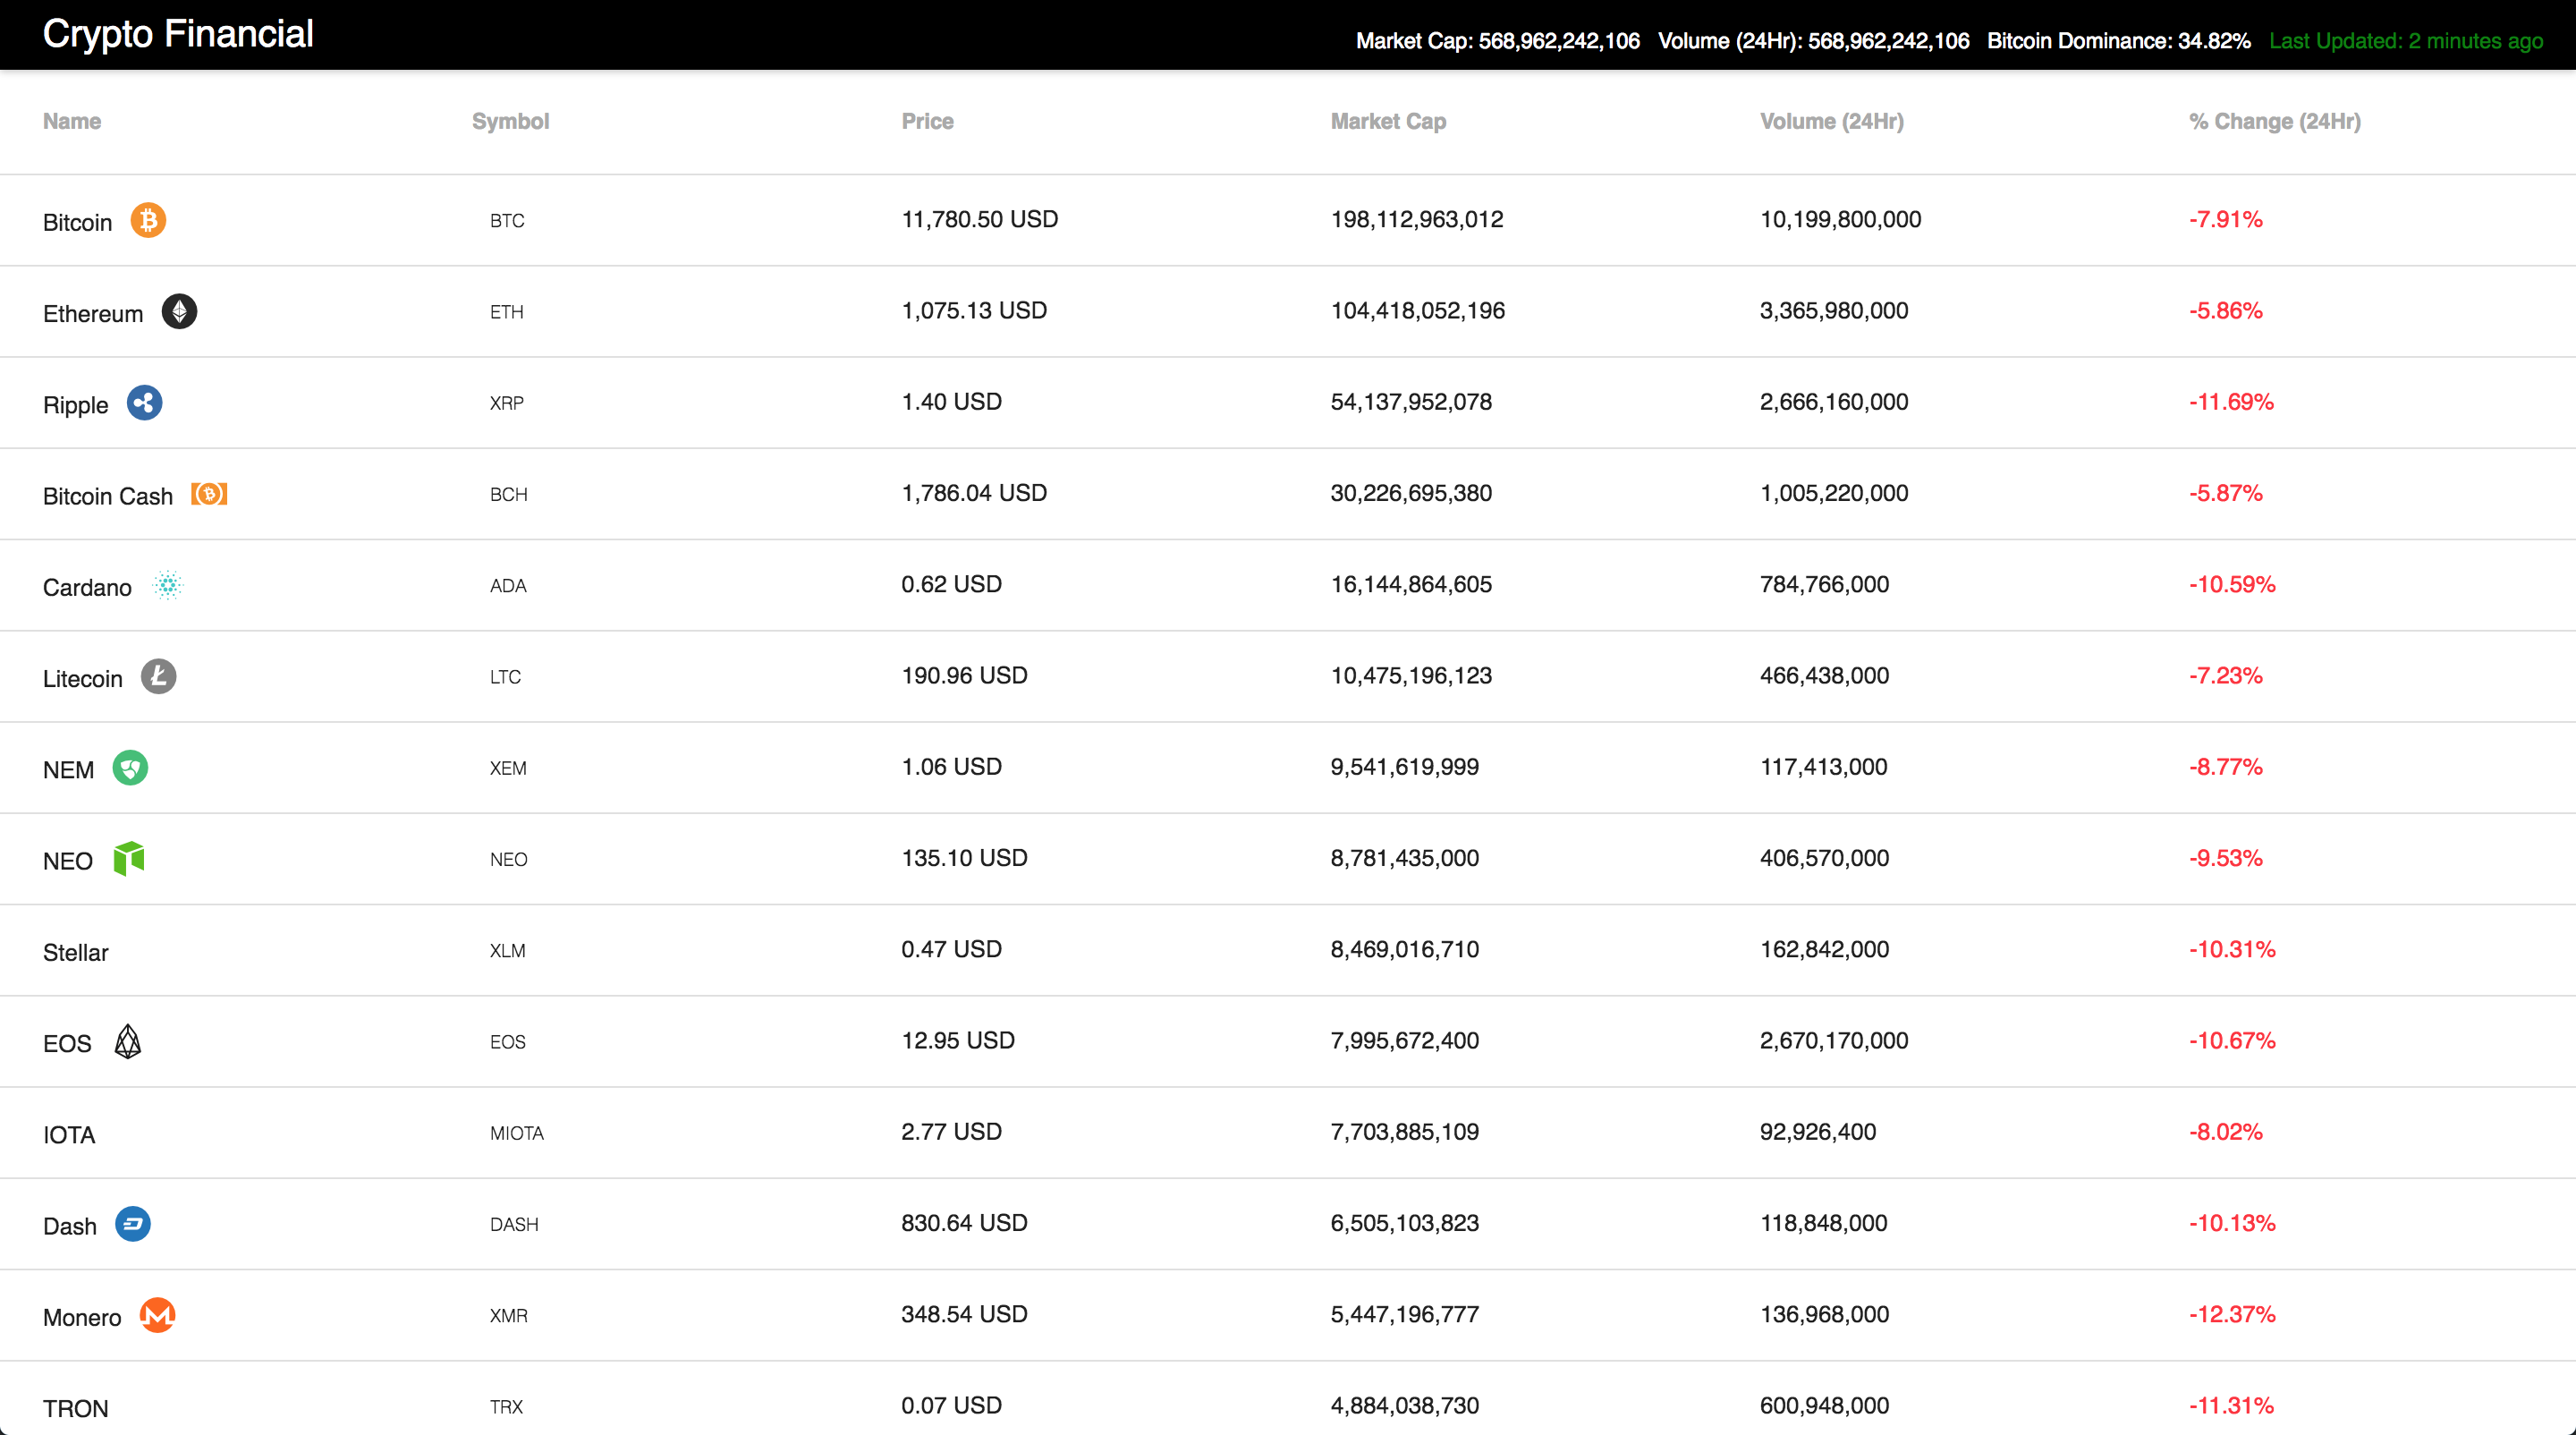 Crypto Financial
Market Cap: 568,962,242,106 Volume (24Hr): 568,962,242,106 Bitcoin Dominance: 34.82% Last Updated: 2 minutes ago
Name Symbol Price Market Cap Volume (24Hr) % Change (24Hr)
Bitcoin BTC 11,780.50 USD 198,112,963,012 10,199,800,000 -7.91%
Ethereum ETH 1,075.13 USD 104,418,052,196 3,365,980,000 -5.86%
Ripple XRP 1.40 USD 54,137,952,078 2,666,160,000 -11.69%
Bitcoin Cash BCH 1,786.04 USD 30,226,695,380 1,005,220,000 -5.87%
Cardano ADA 0.62 USD 16,144,864,605 784,766,000 -10.59%
Litecoin LTC 190.96 USD 10,475,196,123 466,438,000 -7.23%
NEM XEM 1.06 USD 9,541,619,999 117,413,000 -8.77%
NEO NEO 135.10 USD 8,781,435,000 406,570,000 -9.53%
Stellar XLM 0.47 USD 8,469,016,710 162,842,000 -10.31%
EOS EOS 12.95 USD 7,995,672,400 2,670,170,000 -10.67%
IOTA MIOTA 2.77 USD 7,703,885,109 92,926,400 -8.02%
Dash DASH 830.64 USD 6,505,103,823 118,848,000 -10.13%
Monero XMR 348.54 USD 5,447,196,777 136,968,000 -12.37%
TRON TRX 0.07 USD 4,884,038,730 600,948,000 -11.31%